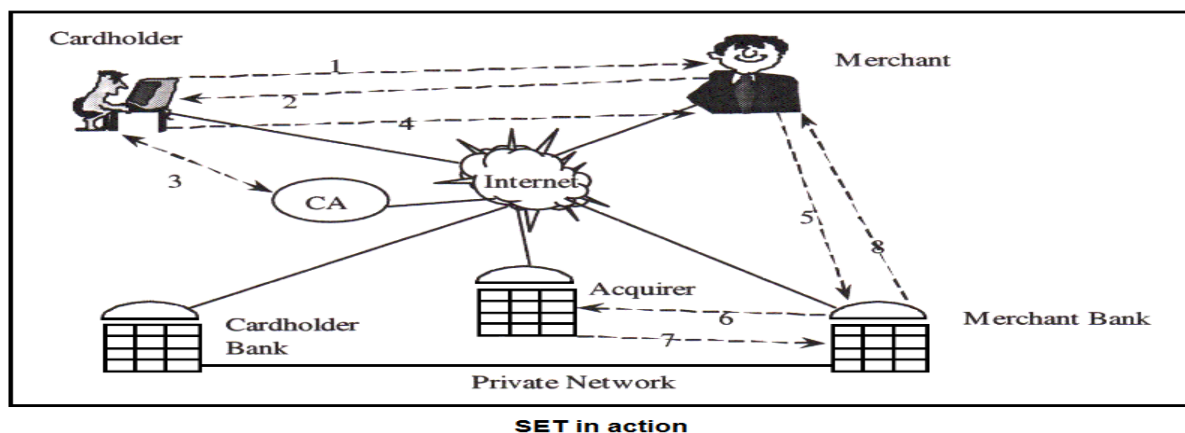 Cardholder
1
Merchant
2
4
3
Internet
CA
5
8
Acquirer
6
Cardholder
Bank
Merchant Bank
7
Private Network
SET in action